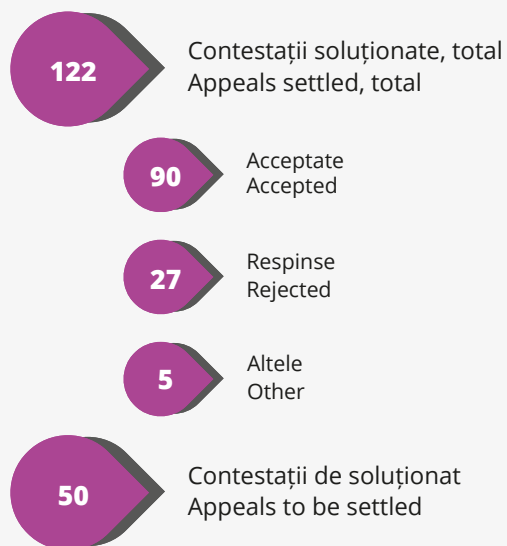 122
Contestații soluționate, total
Appeals settled, total
90
Acceptate
Accepted
27
Respinse
Rejected
5
Altele
Other
50
Contestații de soluționat
Appeals to be settled